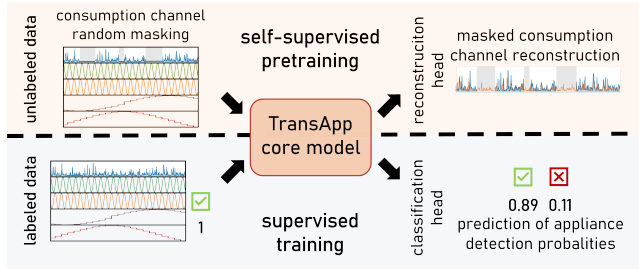 unlabeled data
consumption channel
random masking
self-supervised
pretraining
reconstruciton
head
masked consumption
channel reconstruction
TransApp
core model
labeled data
1
supervised
training
classification
head
0.89 0.11
prediction of appliance
detection probalities